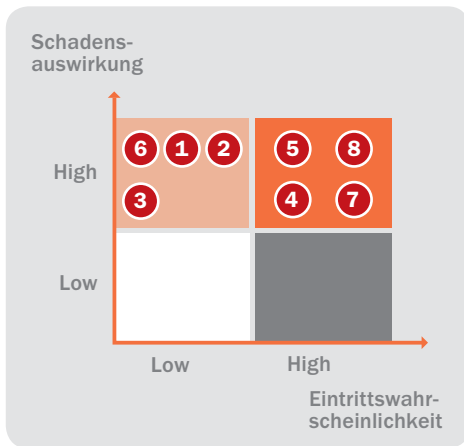 Schadens-
auswirkung
6 1 2 5 8
High
3 4 7
Low
Low High
Eintrittswahr-
scheinlichkeit